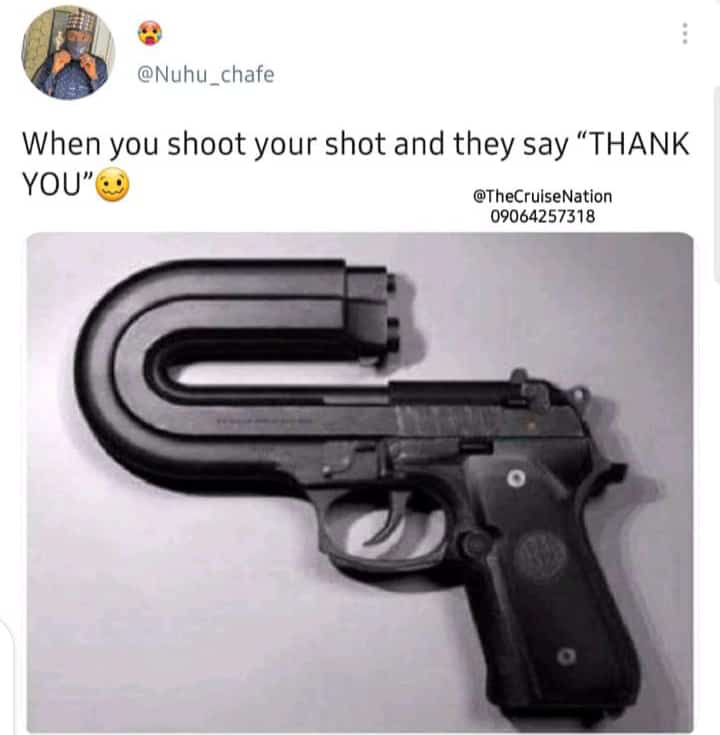 @Nuhu_chafe
When you shoot your shot and they say “THANK
YOU”🥴
@TheCruiseNation
09064257318